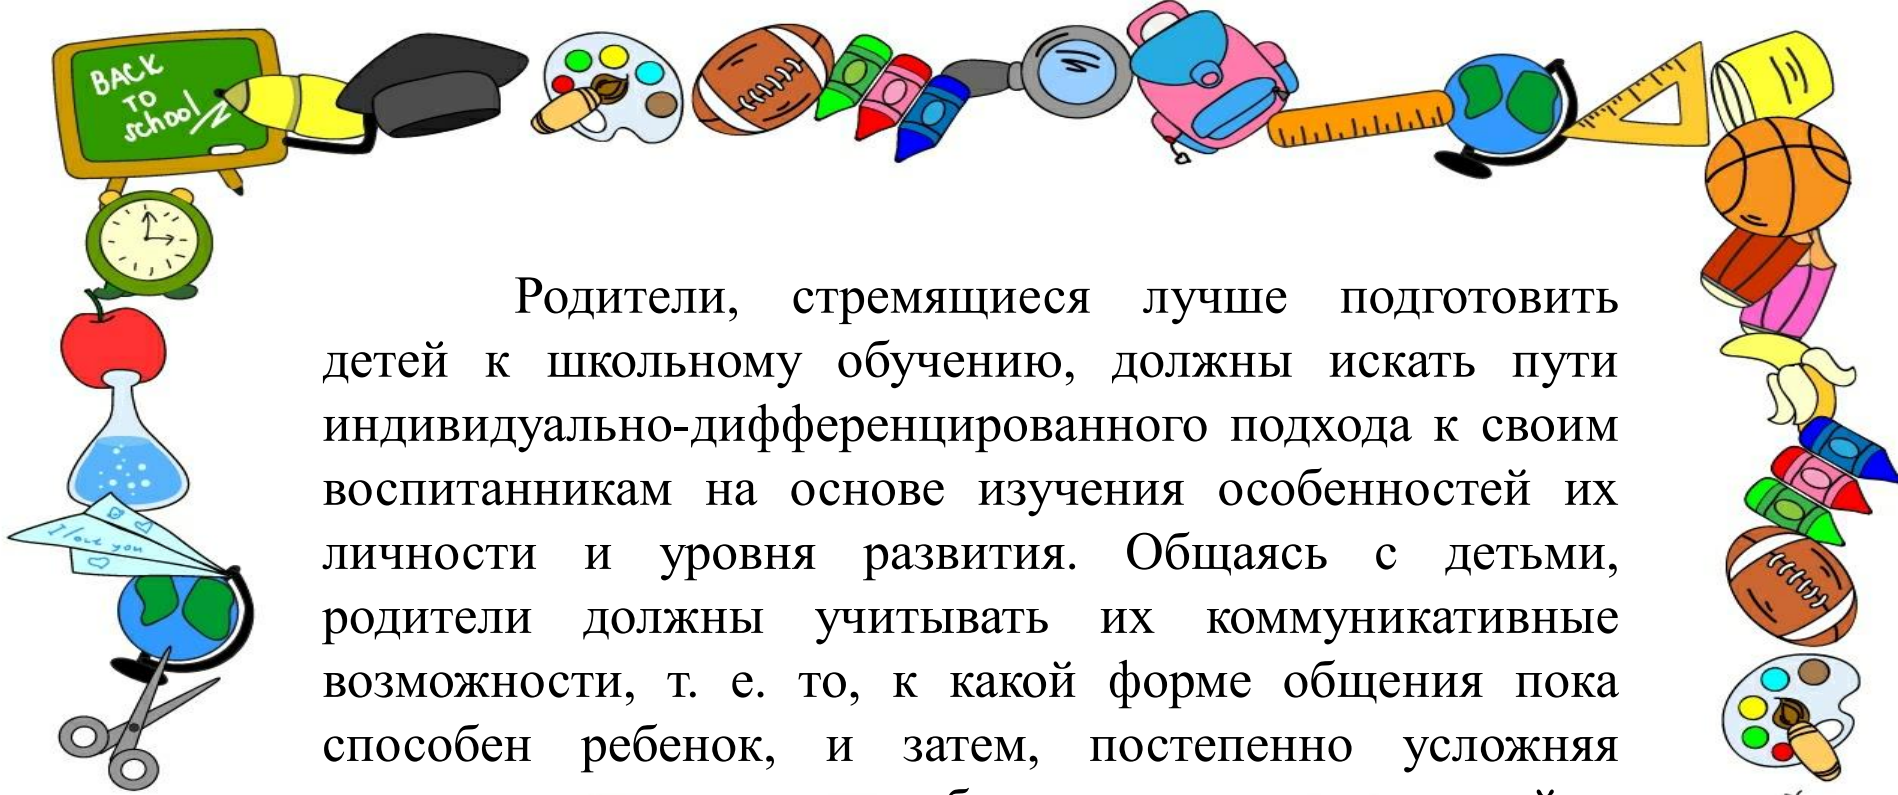 BACK
TO
school
Родители, стремящиеся лучше подготовить
детей к школьному обучению, должны искать пути
индивидуально-дифференцированного подхода к своим
воспитанникам на основе изучения особенностей их
личности и уровня развития. Общаясь с детьми,
родители должны учитывать их коммуникативные
возможности, т. е. то, к какой форме общения пока
I love you
способен ребенок, и затем, постепенно усложняя